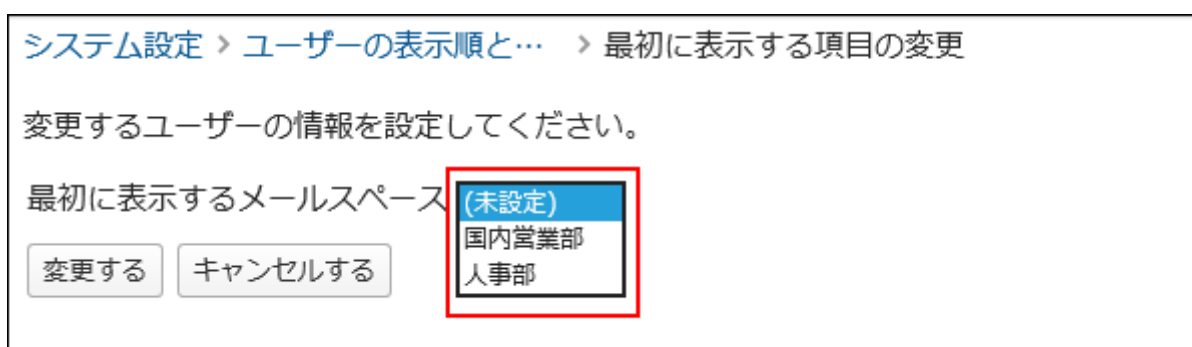 システム設定 > ユーザーの表示順と… > 最初に表示する項目の変更
変更するユーザーの情報を設定してください。
最初に表示するメールスペース (未設定)
国内営業部
人事部
変更する キャンセルする